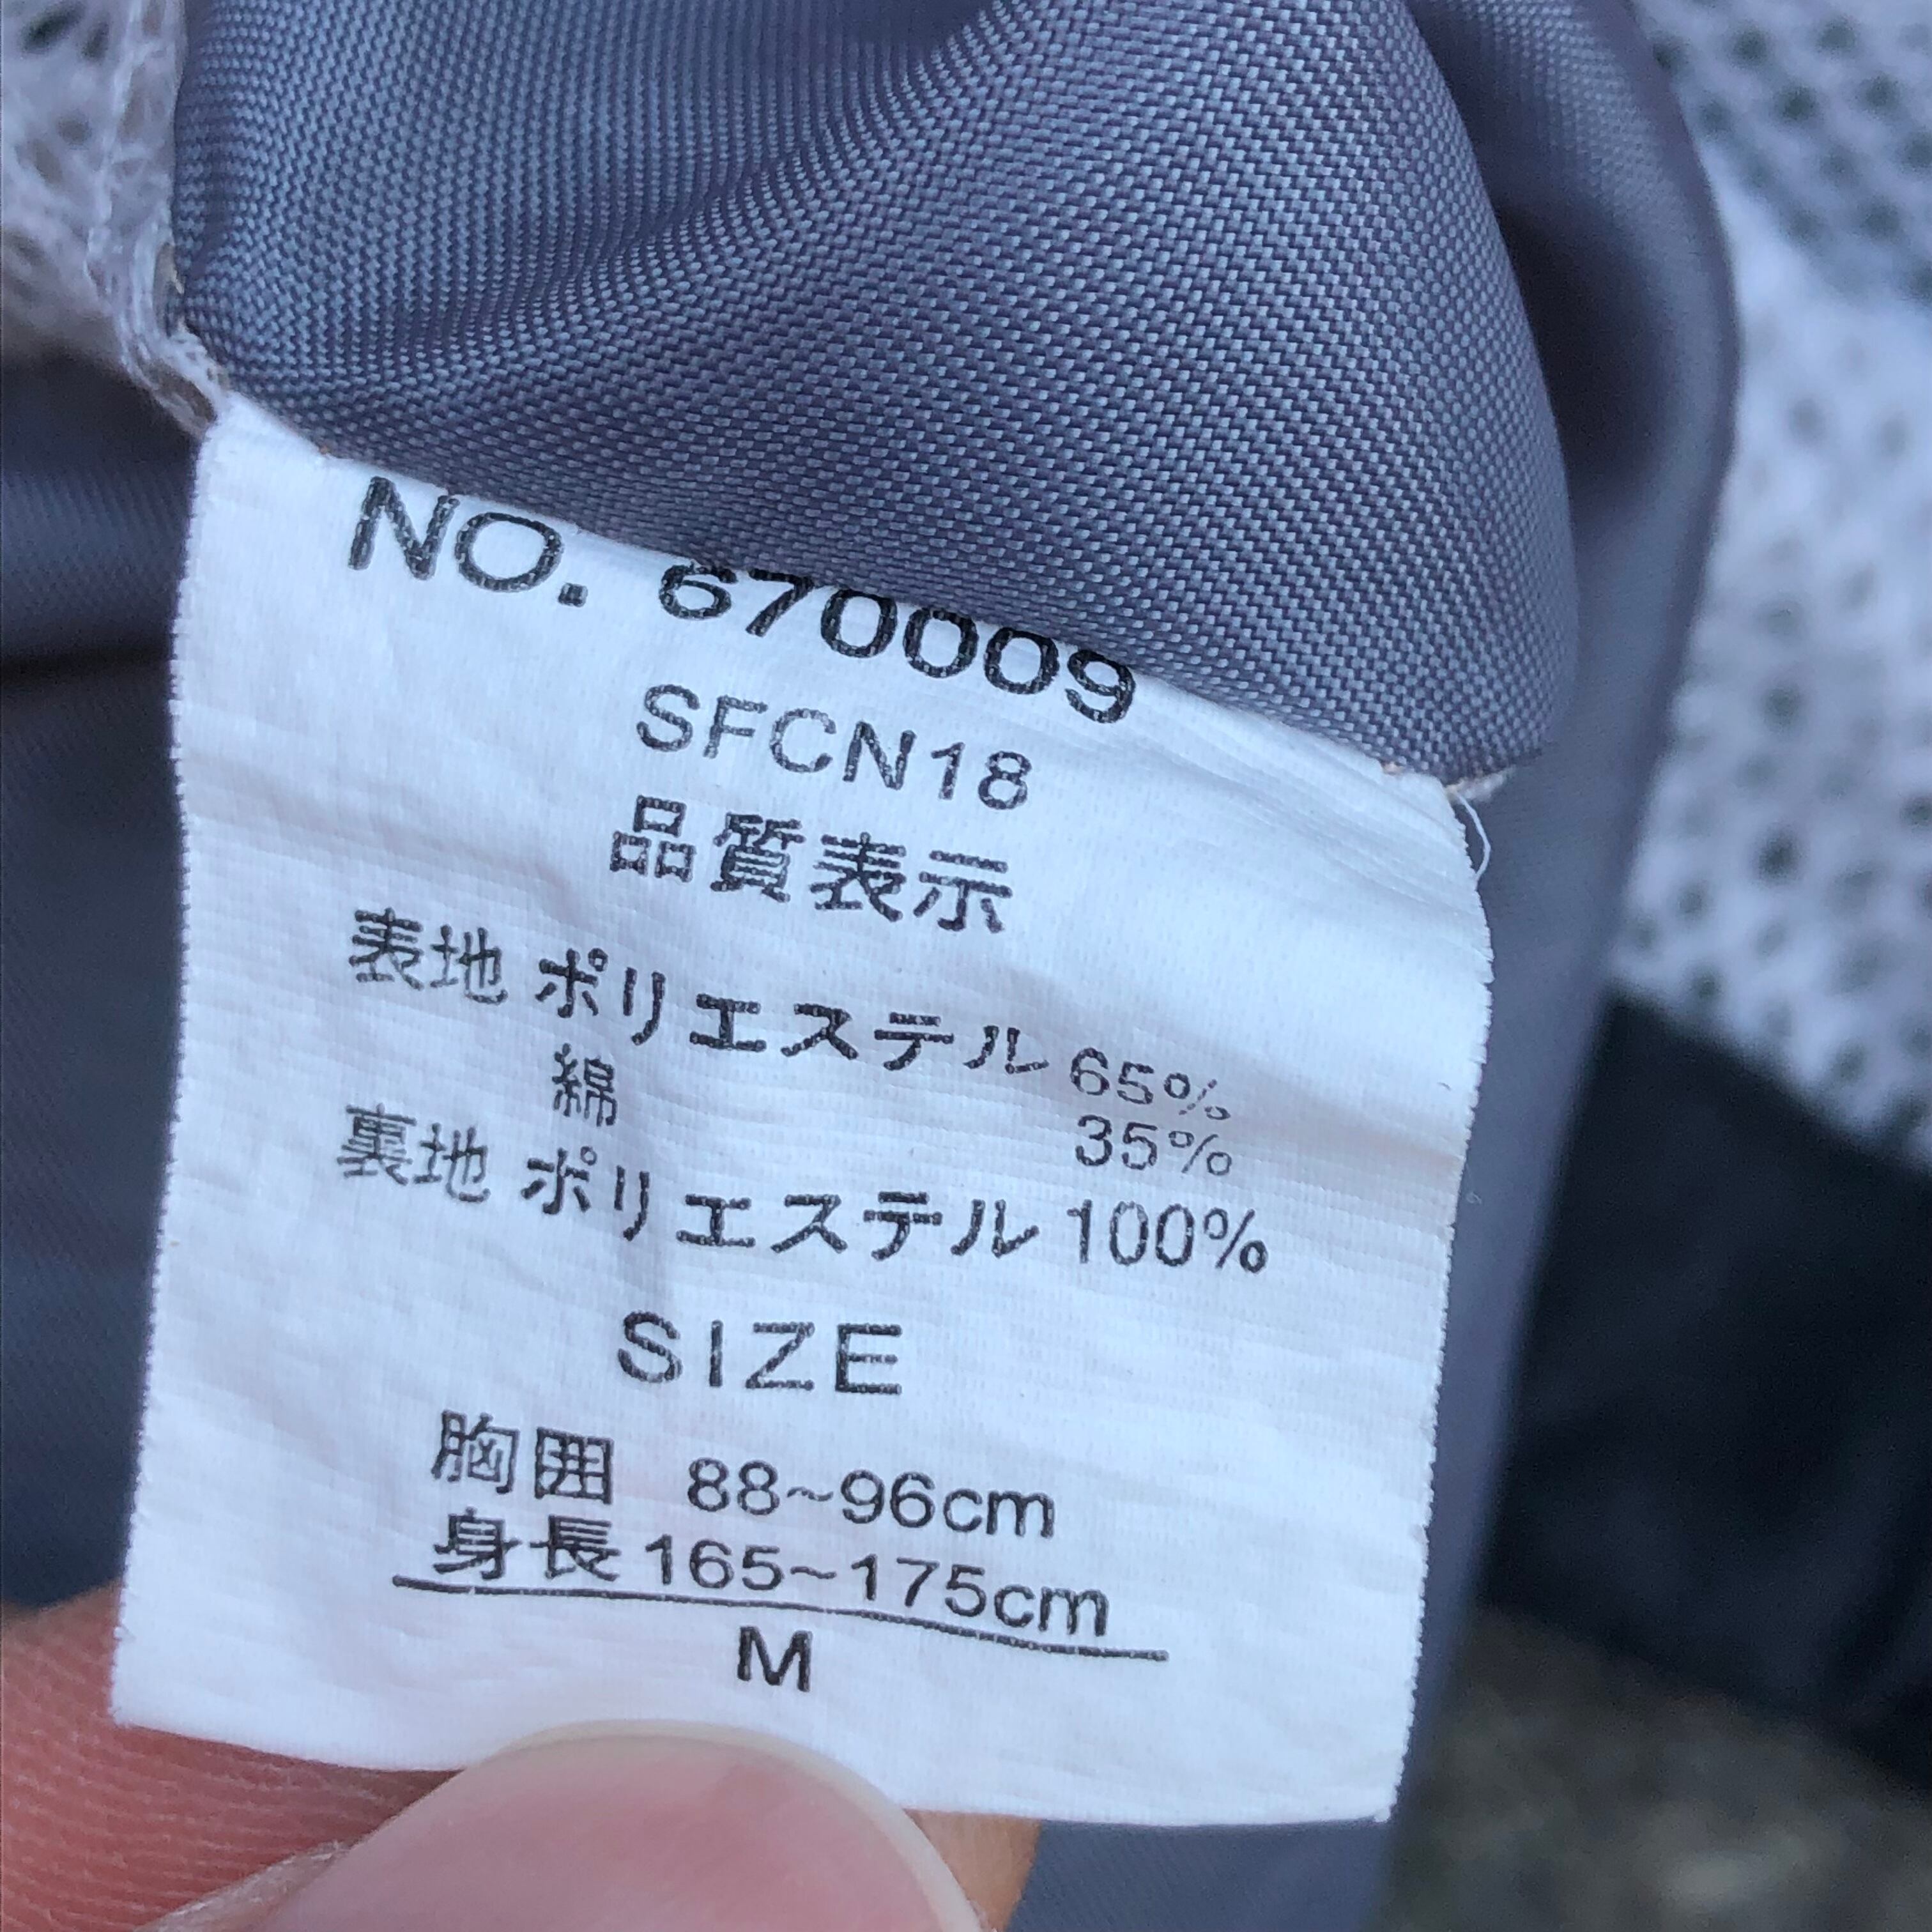 NO. 670009
SFCN18
品質表示
表地 ポリエステル 65%
綿 35%
裏地 ポリエステル 100%
SIZE
胸囲 88~96cm
身長 165~175cm
M